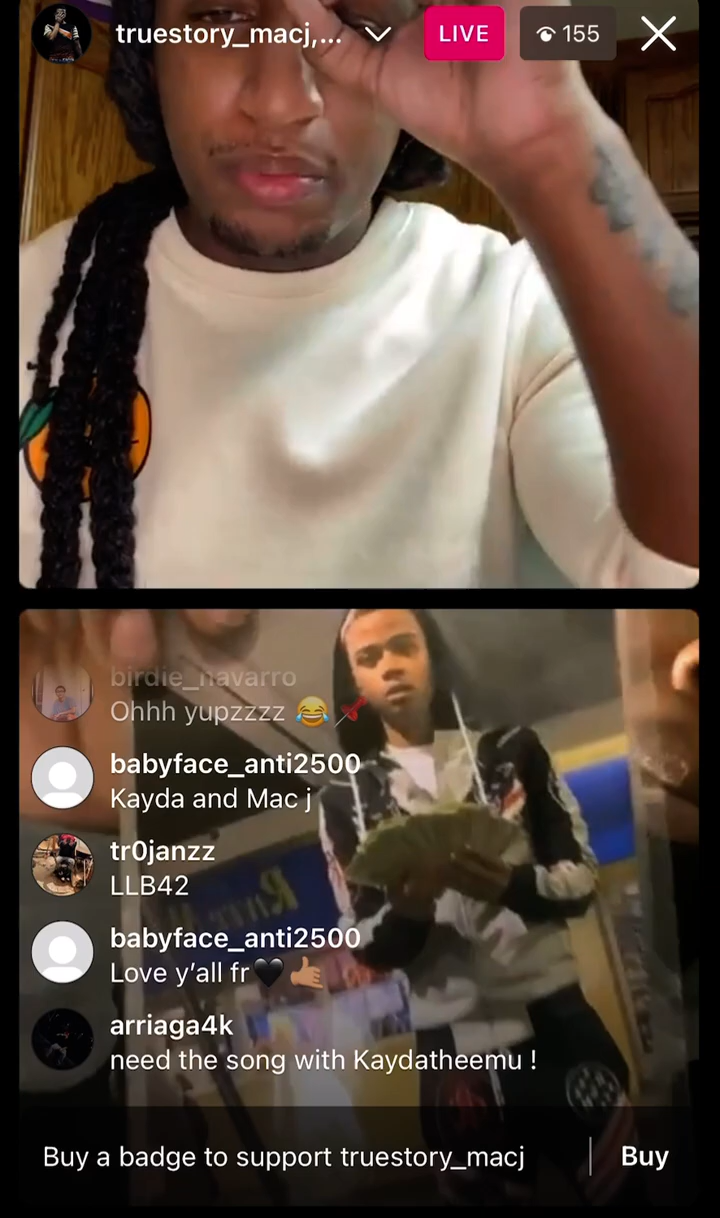 truestory_macj,...
LIVE
155
birdie_navarro
Ohhh yupzzzz 😂
babyface_anti2500
Kayda and Mac j
tr0janzz
LLB42
babyface_anti2500
Love y’all fr🖤🤙🏽
arriaga4k
need the song with Kaydatheemu !
Buy a badge to support truestory_macj
Buy